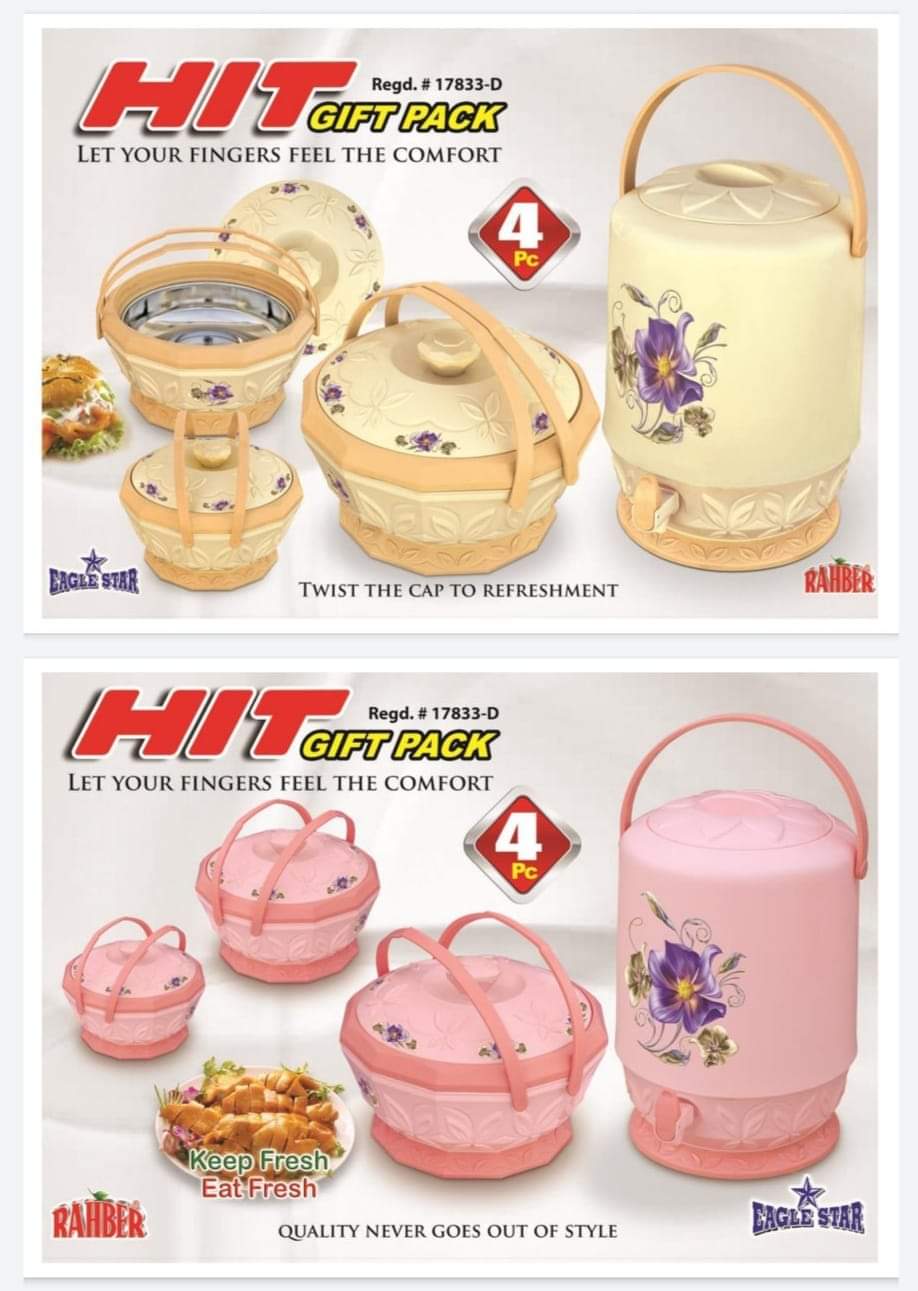 HIT
Regd. # 17833-D
GIFT PACK
LET YOUR FINGERS FEEL THE COMFORT
4
Pc
EAGLE STAR
TWIST THE CAP TO REFRESHMENT
RAHBER
HIT
Regd. # 17833-D
GIFT PACK
LET YOUR FINGERS FEEL THE COMFORT
4
Pc
Keep Fresh
Eat Fresh
RAHBER
QUALITY NEVER GOES OUT OF STYLE
EAGLE STAR